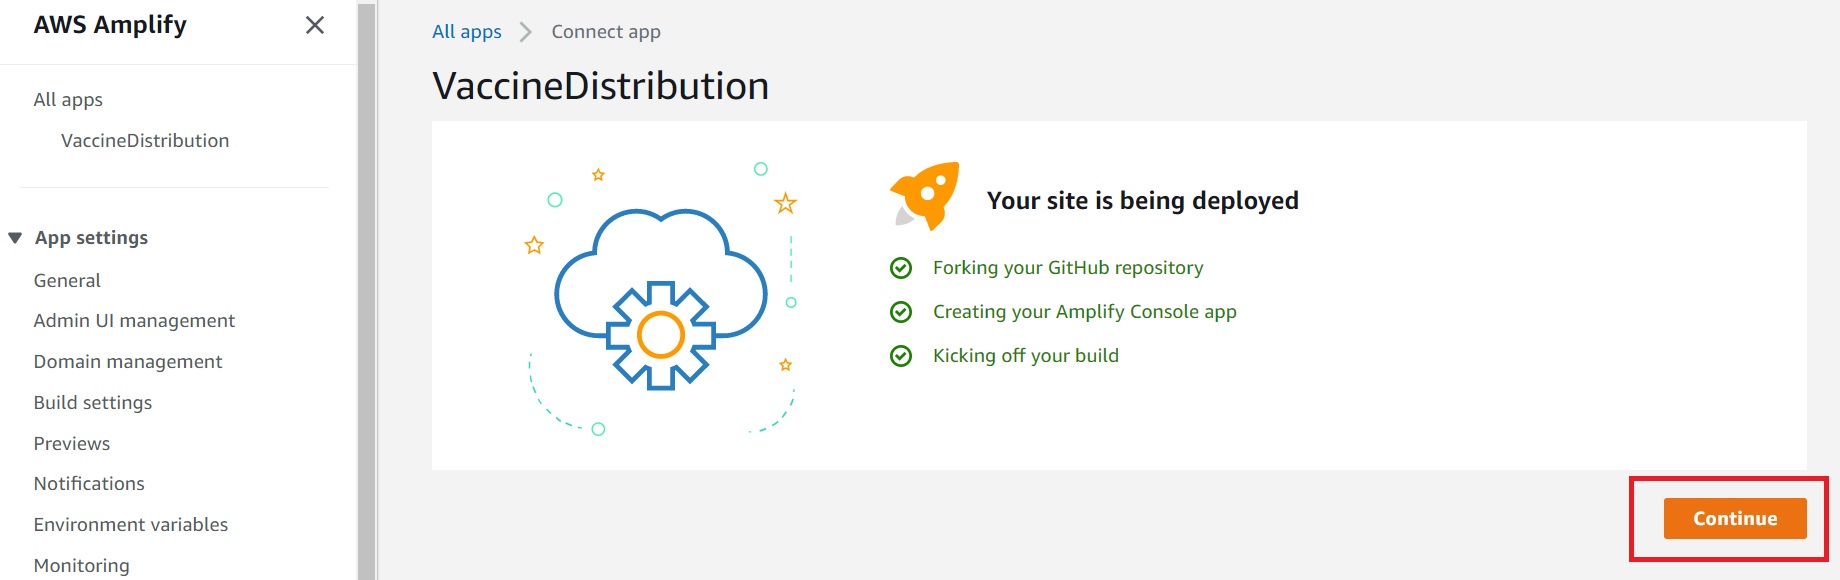 AWS Amplify
All apps
VaccineDistribution
App settings
General
Admin UI management
Domain management
Build settings
Previews
Notifications
Environment variables
Monitoring
All apps
Connect app
VaccineDistribution
Your site is being deployed
Forking your GitHub repository
Creating your Amplify Console app
Kicking off your build
Continue